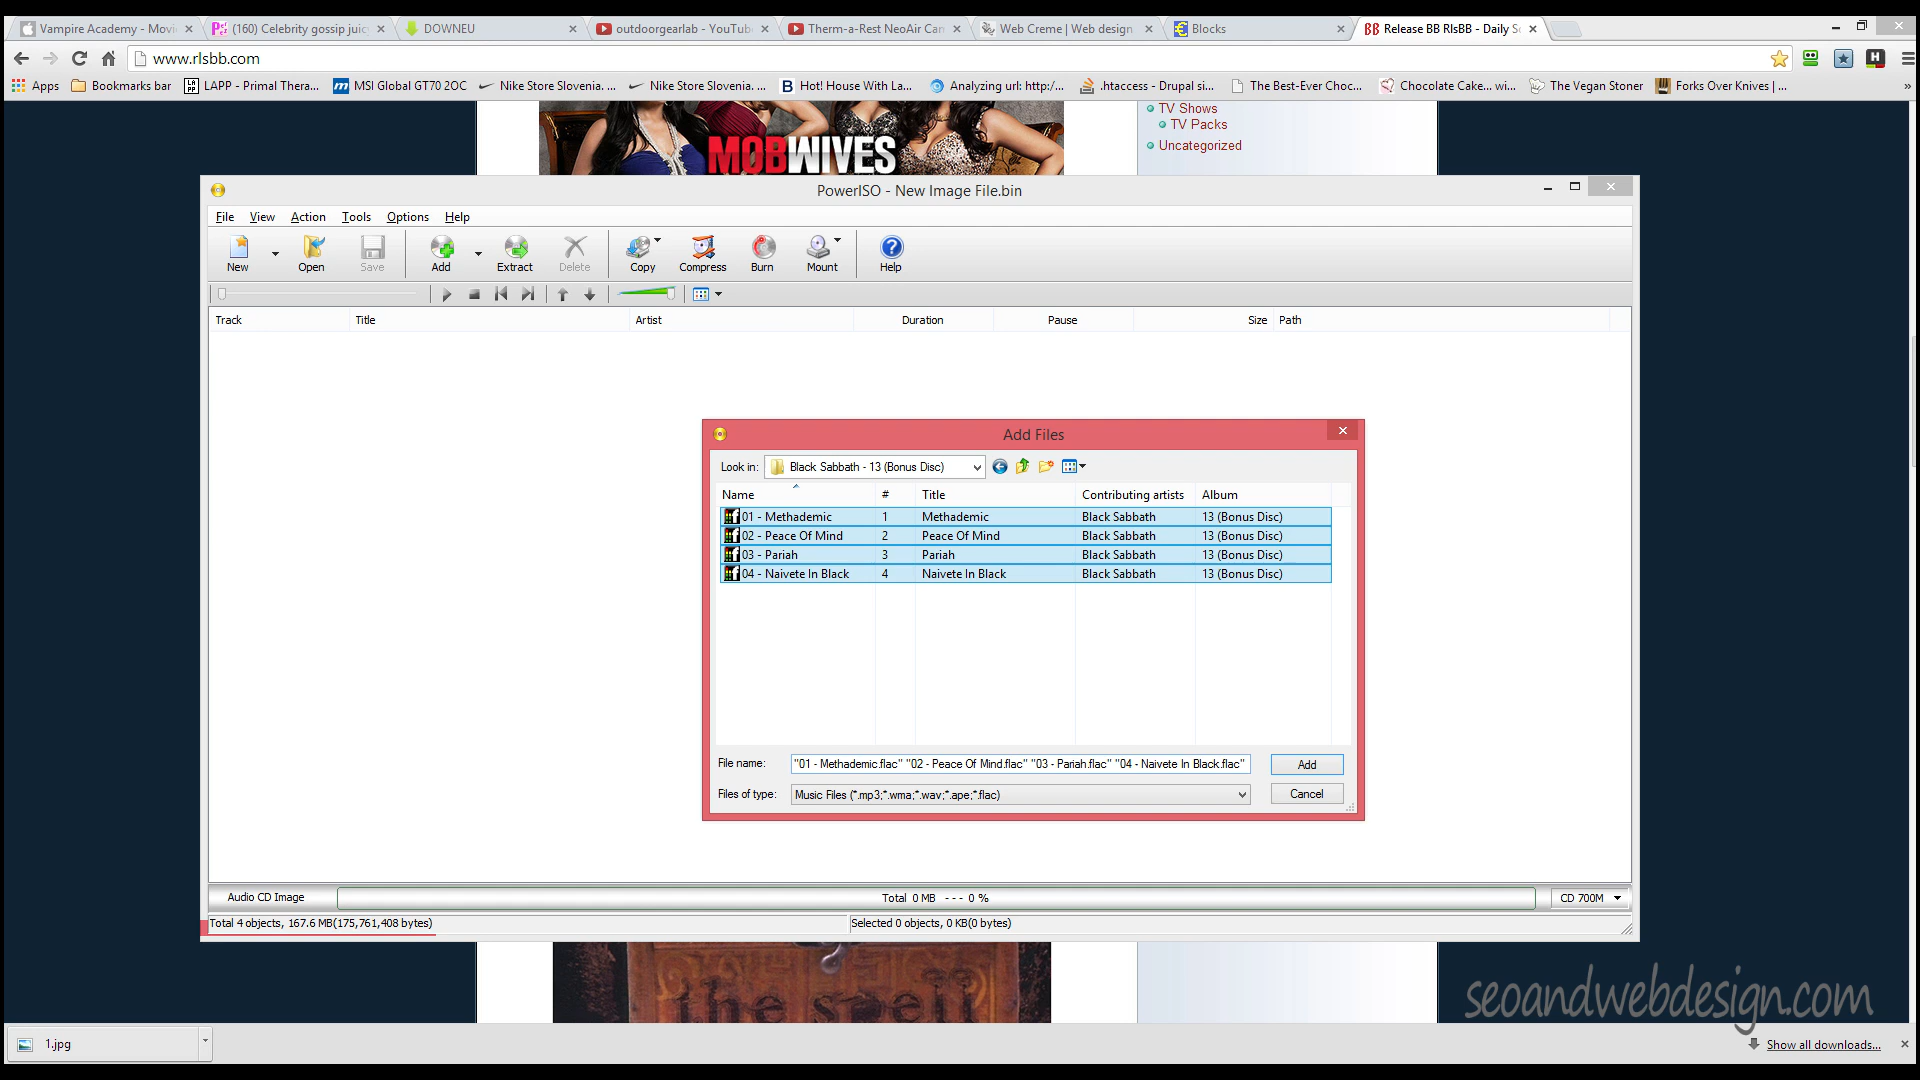 Vampire Academy - Movi
(160) Celebrity gossip juic
DOWNEU
outdoorgearlab - YouTub
Therm-a-Rest NeoAir Cam
Web Creme | Web design
Blocks
Release BB RlsBB - Daily S
www.rlsbb.com
Apps
Bookmarks bar
LAPP - Primal Thera...
MSI Global GT70 2OC
Nike Store Slovenia. ...
Nike Store Slovenia. ...
B Hot! House With La...
Analyzing url: http:/...
.htaccess - Drupal si...
The Best-Ever Choc...
Chocolate Cake... wi...
The Vegan Stoner
Forks Over Knives | ...
»
MOBWIVES
TV Shows
TV Packs
Uncategorized
PowerISO - New Image File.bin
File View Action Tools Options Help
New Open Save Add Extract Delete Copy Compress Burn Mount Help
Track Title Artist Duration Pause Size Path
Add Files
Look in: Black Sabbath - 13 (Bonus Disc)
Name # Title Contributing artists Album
01 - Methademic 1 Methademic Black Sabbath 13 (Bonus Disc)
02 - Peace Of Mind 2 Peace Of Mind Black Sabbath 13 (Bonus Disc)
03 - Pariah 3 Pariah Black Sabbath 13 (Bonus Disc)
04 - Naivete In Black 4 Naivete In Black Black Sabbath 13 (Bonus Disc)
File name: "01 - Methademic.flac" "02 - Peace Of Mind.flac" "03 - Pariah.flac" "04 - Naivete In Black.flac" Add
Files of type: Music Files (*.mp3;*.wma;*.wav;*.ape;*.flac) Cancel
Audio CD Image Total 0 MB - - - 0 % CD 700M
Total 4 objects, 167.6 MB(175,761,408 bytes) Selected 0 objects, 0 KB(0 bytes)
the spell
seoandwebdesign.com
1.jpg
Show all downloads...